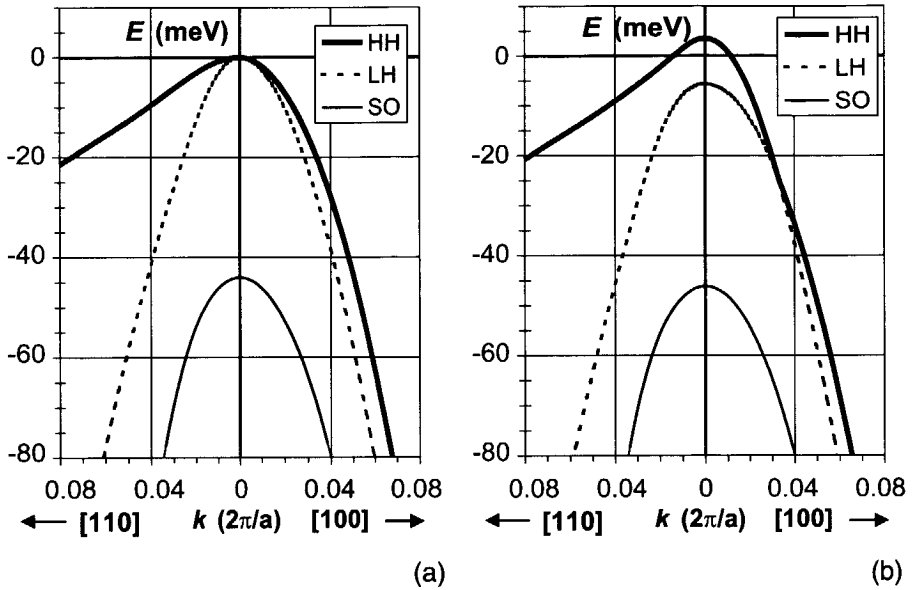 E (meV)
HH
LH
SO
0
-20
-40
-60
-80
0.08 0.04 0 0.04 0.08
← [110] k (2π/a) [100] →
(a)
E (meV)
HH
LH
SO
0
-20
-40
-60
-80
0.08 0.04 0 0.04 0.08
← [110] k (2π/a) [100] →
(b)